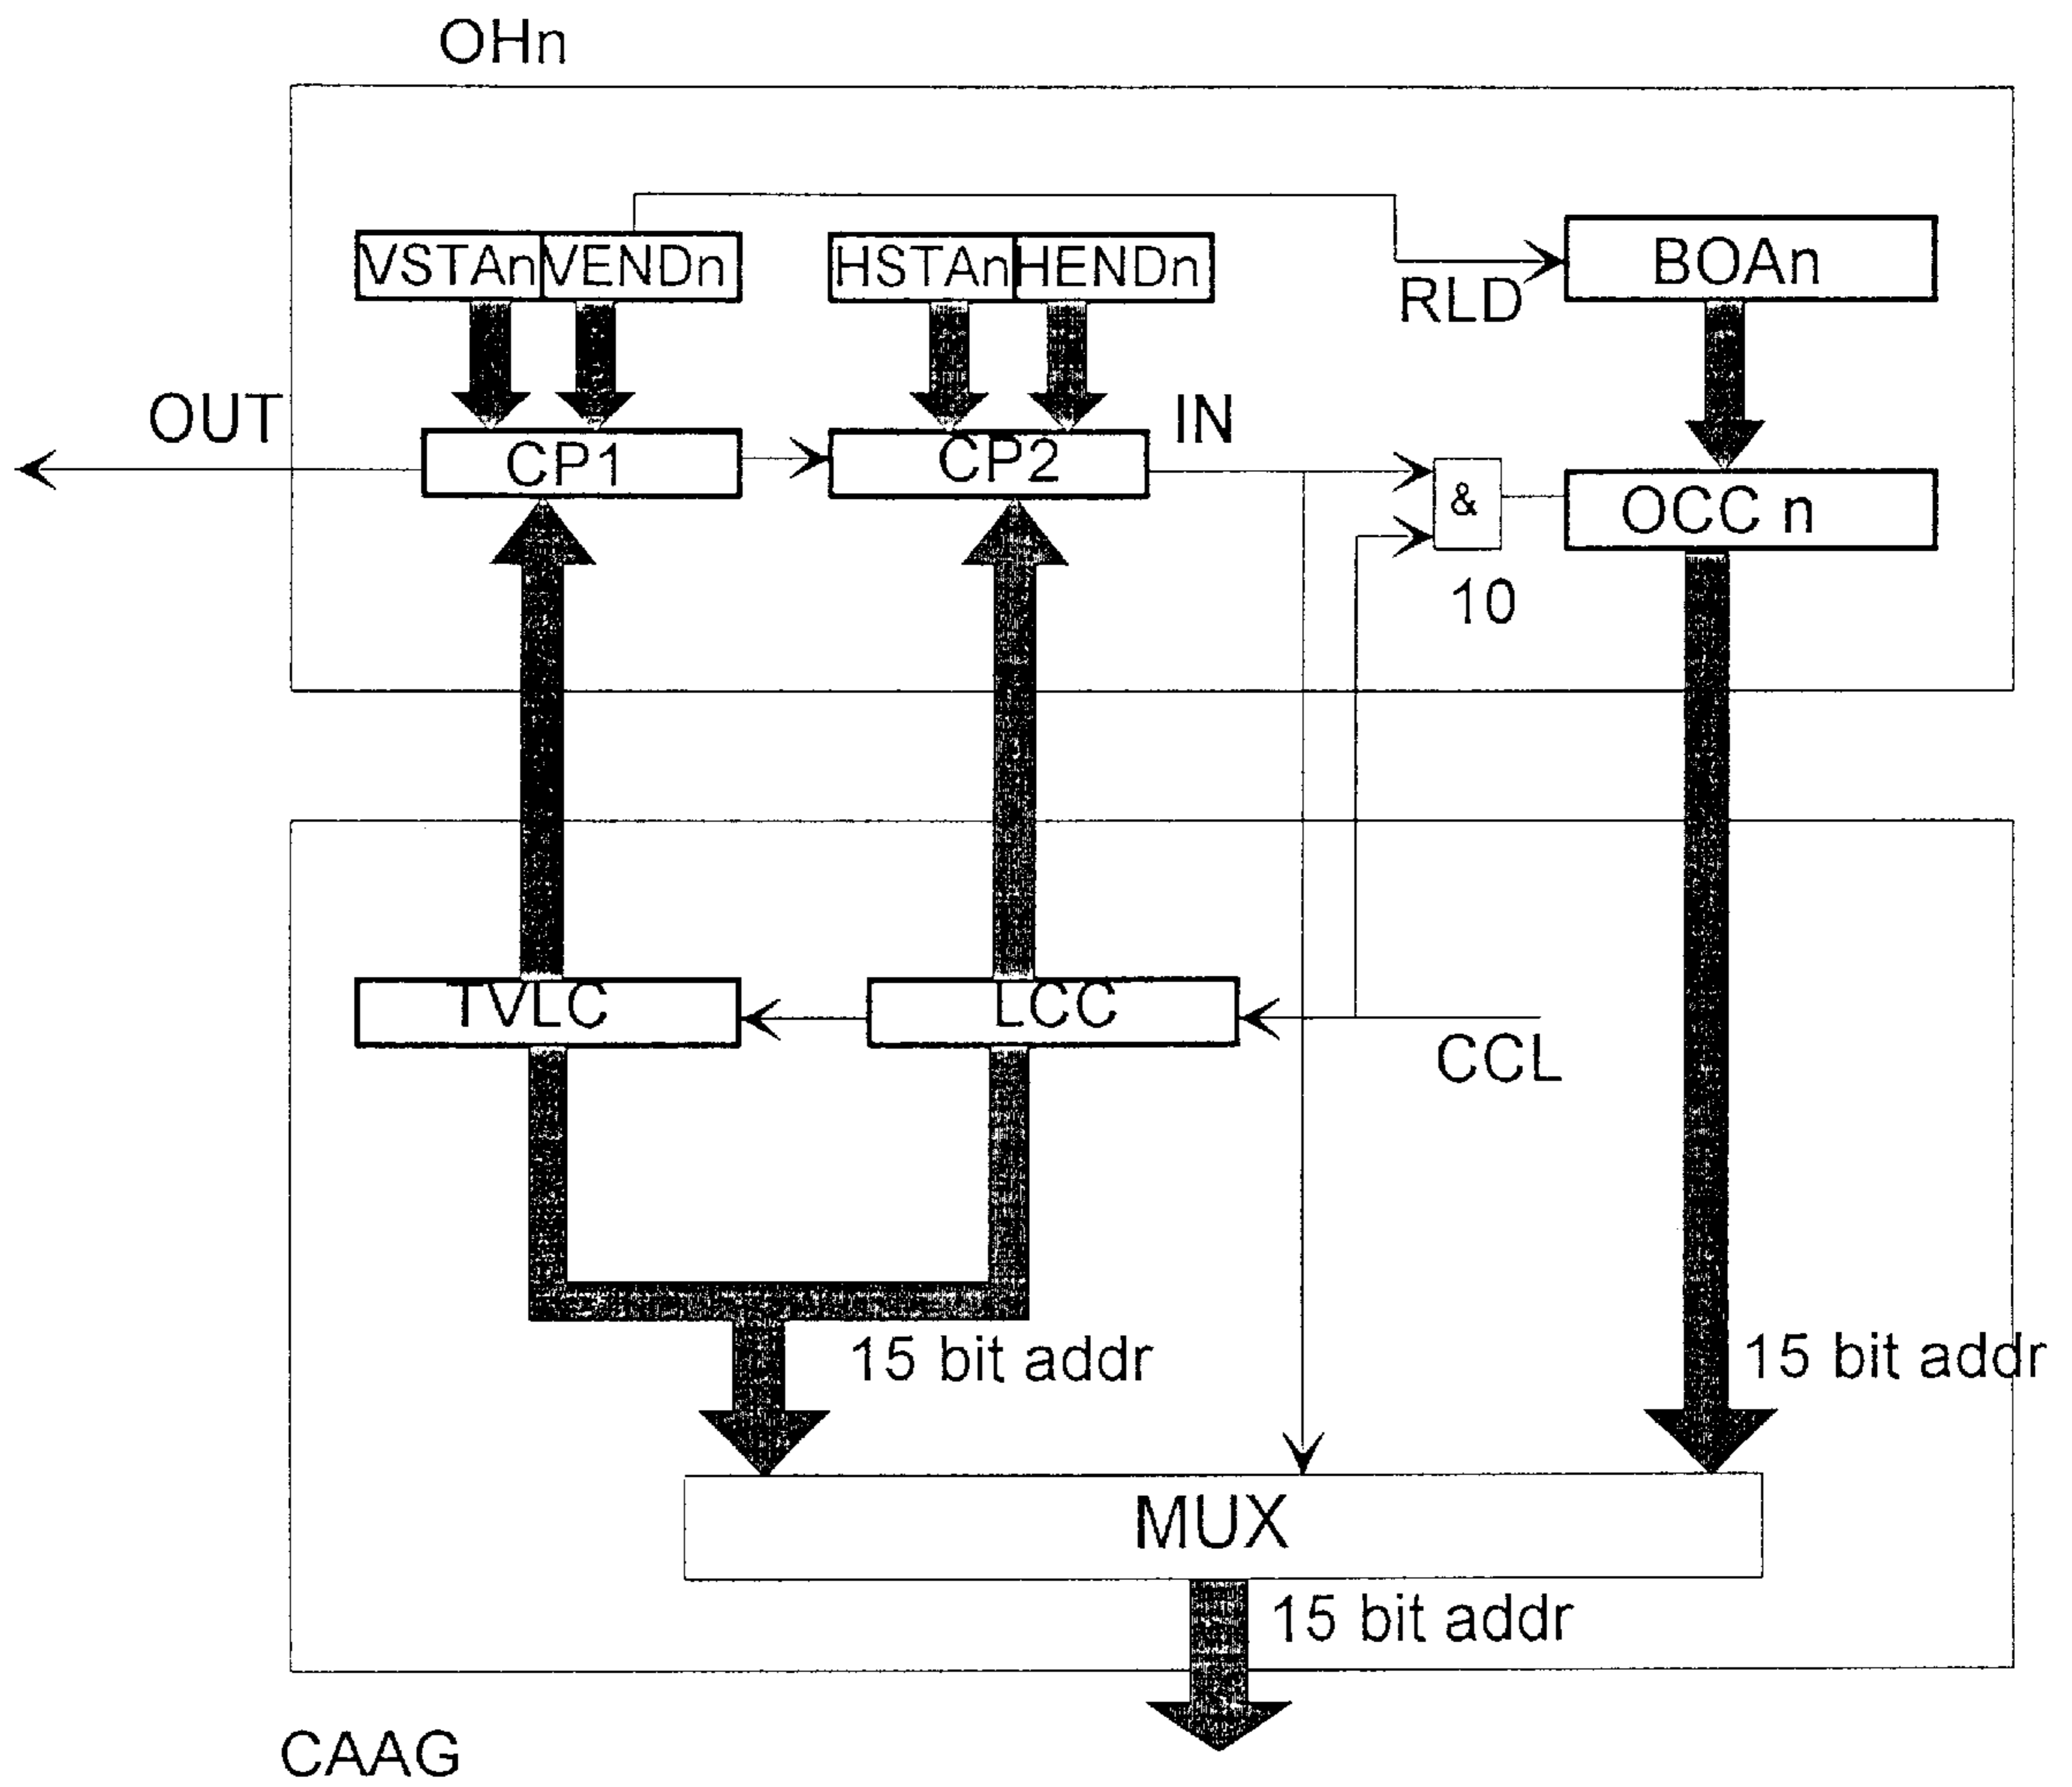 OHn
VSTAn VENDn
HSTAn HENDn
BOAn
RLD
OUT
IN
CP1
CP2
&
OCC n
10
TVLC
LCC
CCL
15 bit addr
15 bit addr
MUX
15 bit addr
CAAG